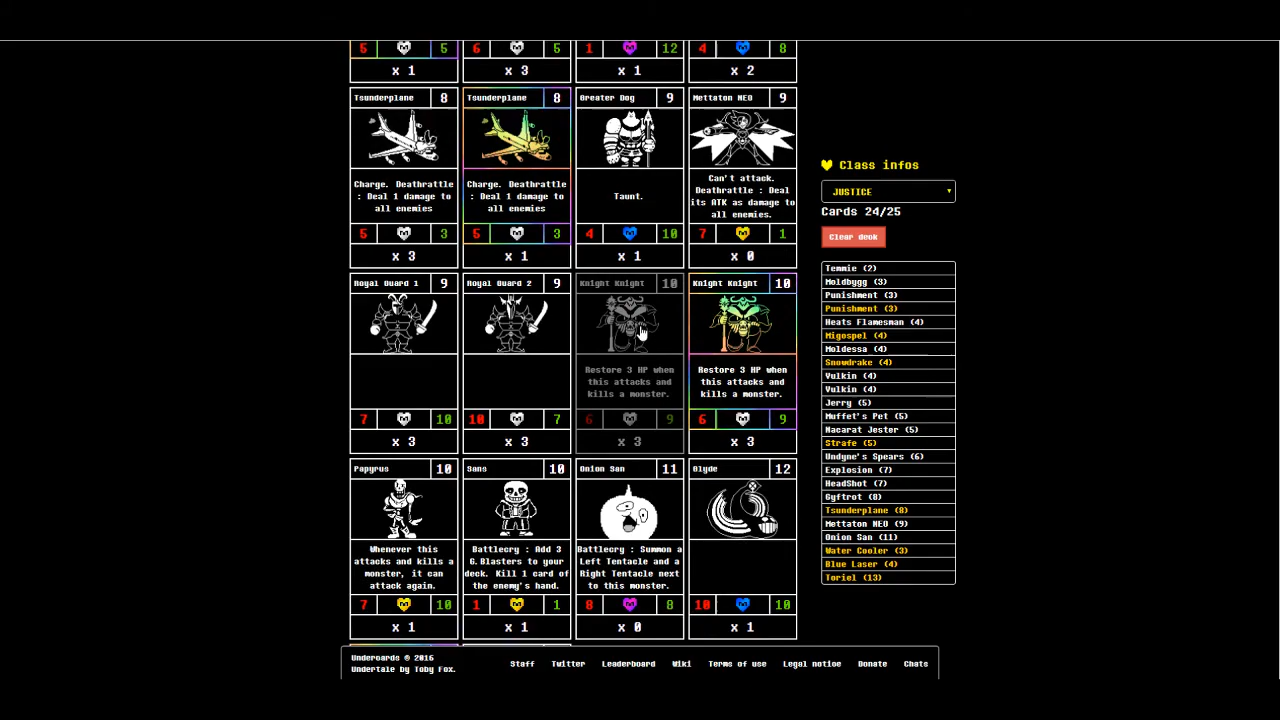 5 5 6 5 1 12 4 8
x 1 x 3 x 1 x 2
Tsunderplane 8
Charge. Deathrattle
: Deal 1 damage to
all enemies
5 3
x 3
Tsunderplane 8
Charge. Deathrattle
: Deal 1 damage to
all enemies
5 3
x 1
Greater Dog 9
Taunt.
4 10
x 1
Mettaton NEO 9
Can't attack.
Deathrattle : Deal
its ATK as damage to
all enemies.
7 1
x 0
Royal Guard 1 9
7 10
x 3
Royal Guard 2 9
10 7
x 3
Knight Knight 10
Restore 3 HP when
this attacks and
kills a monster.
6 9
x 3
Knight Knight 10
Restore 3 HP when
this attacks and
kills a monster.
6 9
x 3
Papyrus 10
Whenever this
attacks and kills a
monster, it can
attack again.
7 10
x 1
Sans 10
Battlecry : Add 3
G.Blasters to your
deck. Kill 1 card of
the enemy's hand.
1 1
x 1
Onion San 11
Battlecry : Summon a
Left Tentacle and a
Right Tentacle next
to this monster.
8 8
x 0
Glyde 12
10 10
x 1
Class infos
JUSTICE
Cards 24/25
Clear deck
Temmie (2)
Moldbygg (3)
Punishment (3)
Punishment (3)
Heats Flamesman (4)
Migospel (4)
Moldessa (4)
Snowdrake (4)
Vulkin (4)
Vulkin (4)
Jerry (5)
Muffet's Pet (5)
Nacarat Jester (5)
Strafe (5)
Undyne's Spears (6)
Explosion (7)
HeadShot (7)
Gyftrot (8)
Tsunderplane (8)
Mettaton NEO (9)
Onion San (11)
Water Cooler (3)
Blue Laser (4)
Toriel (13)
Undercards © 2016
Undertale by Toby Fox.
Staff Twitter Leaderboard Wiki Terms of use Legal notice Donate Chats